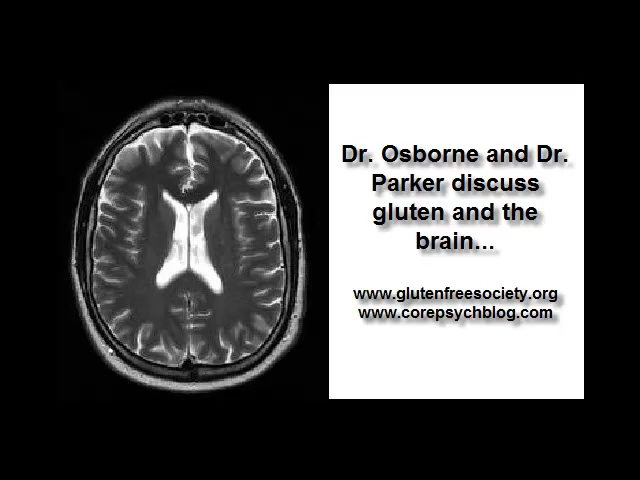 Dr. Osborne and Dr.
Parker discuss
gluten and the
brain...
www.glutenfreesociety.org
www.corepsychblog.com